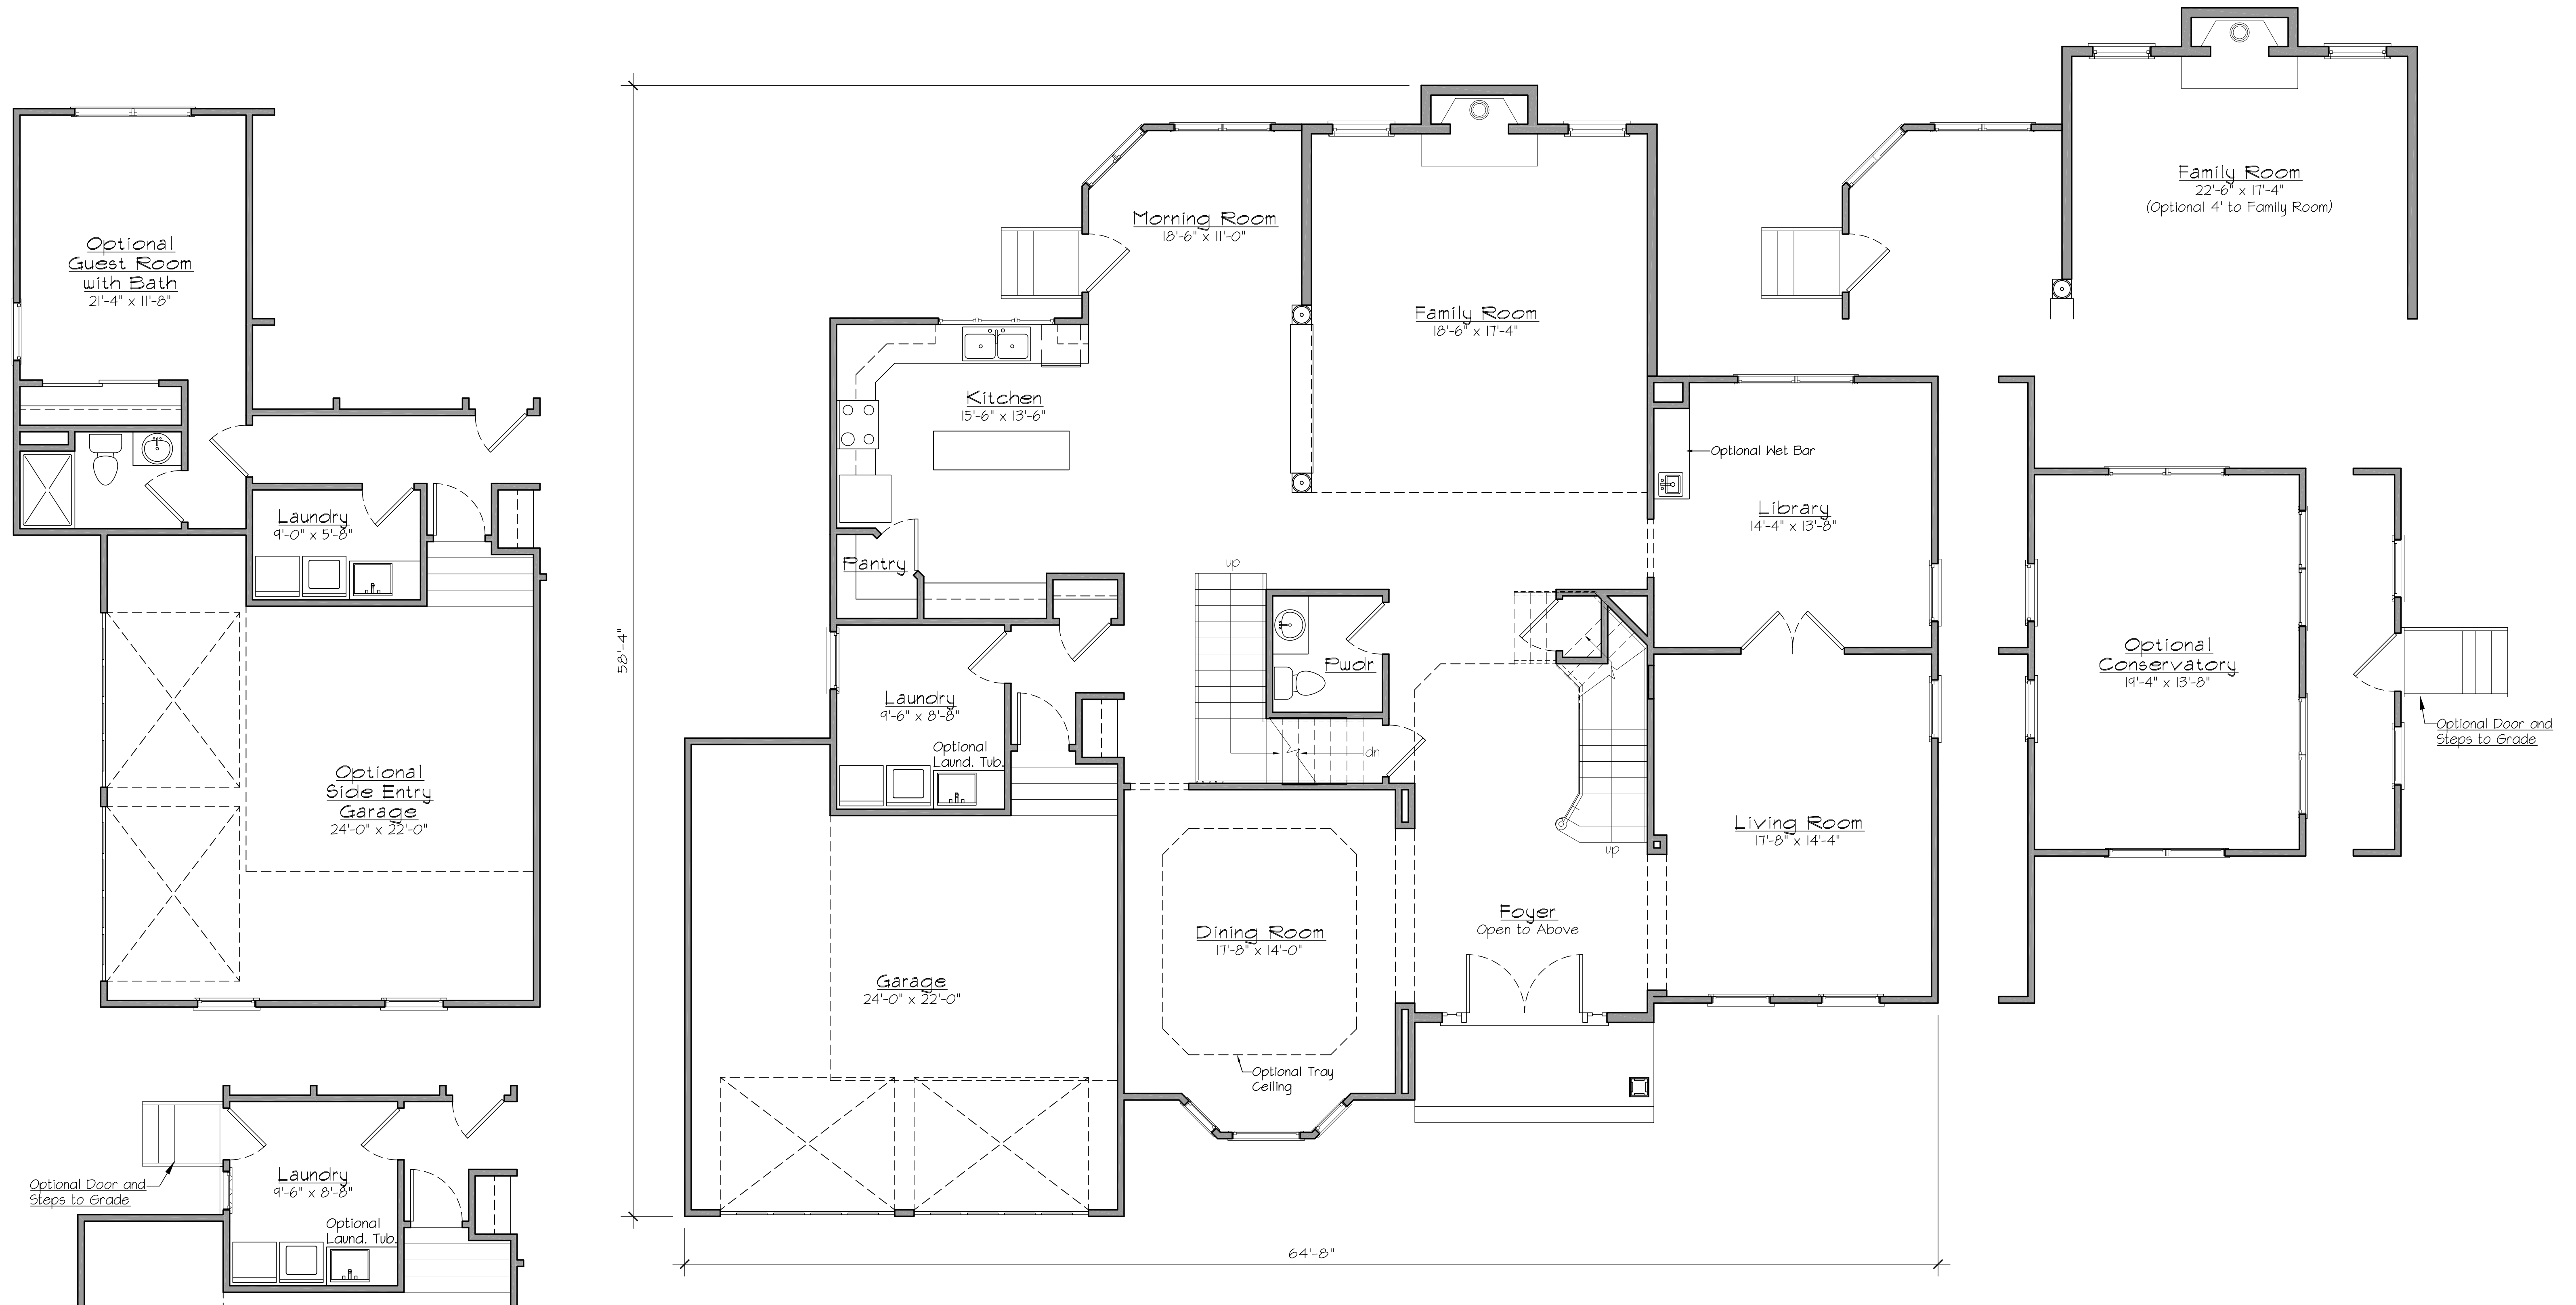 Optional
Guest Room
with Bath
21'-4" x 11'-8"
Laundry
9'-0" x 5'-8"
Optional
Side Entry
Garage
24'-0" x 22'-0"
Optional Door and
Steps to Grade
Laundry
9'-6" x 8'-8"
Optional
Laund. Tub.
58'-4"
Morning Room
18'-6" x 11'-0"
Family Room
18'-6" x 17'-4"
Kitchen
15'-6" x 13'-6"
Pantry
up
Optional Wet Bar
Library
14'-4" x 13'-8"
Pwdr
Laundry
9'-6" x 8'-8"
Optional
Laund. Tub.
dn
up
Living Room
17'-8" x 14'-4"
Foyer
Open to Above
Dining Room
17'-8" x 14'-0"
Garage
24'-0" x 22'-0"
Optional Tray
Ceiling
64'-8"
Family Room
22'-6" x 17'-4"
(Optional 4' to Family Room)
Optional
Conservatory
19'-4" x 13'-8"
Optional Door and
Steps to Grade